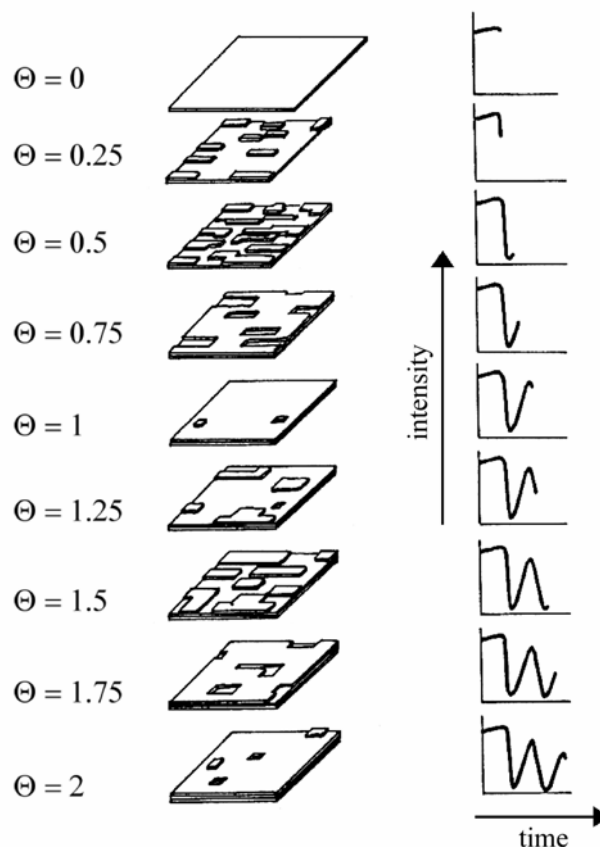 Θ = 0
Θ = 0.25
Θ = 0.5
Θ = 0.75
intensity
Θ = 1
Θ = 1.25
Θ = 1.5
Θ = 1.75
Θ = 2
time